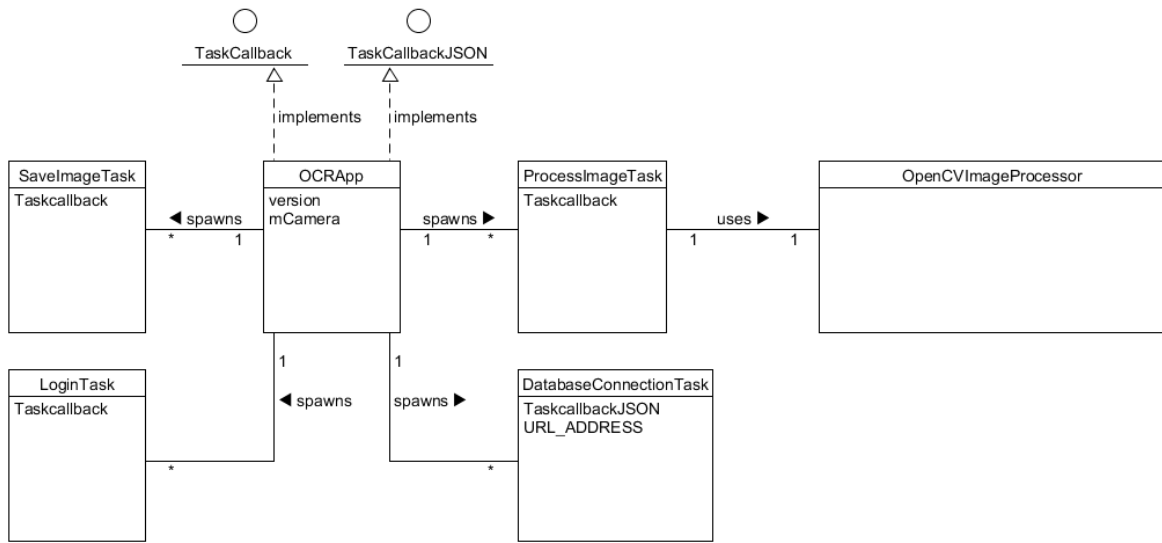 TaskCallback
TaskCallbackJSON
implements
implements
SaveImageTask
Taskcallback
OCRApp
version
mCamera
ProcessImageTask
Taskcallback
OpenCVImageProcessor
◀ spawns
* 1
spawns ▶
1 *
uses ▶
1 1
LoginTask
Taskcallback
1
◀ spawns
*
1
spawns ▶
*
DatabaseConnectionTask
TaskcallbackJSON
URL_ADDRESS